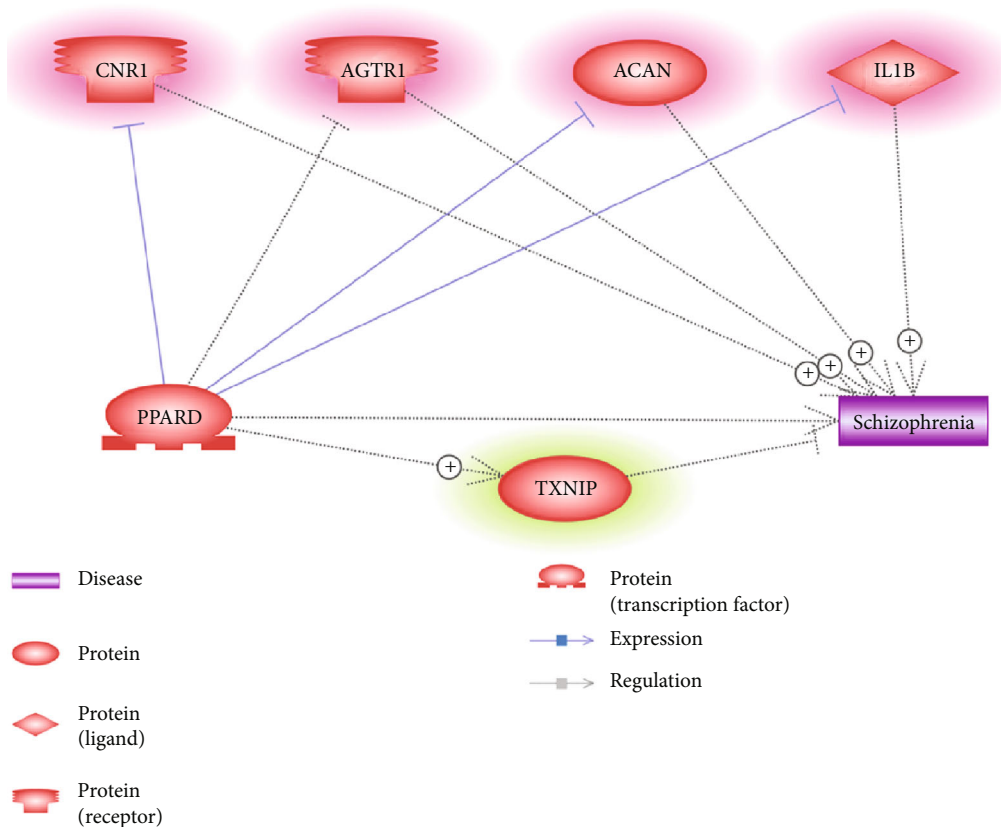 CNR1
AGTR1
ACAN
IL1B
+
+
+
+
PPARD
Schizophrenia
+
TXNIP
Disease
Protein
Protein
(ligand)
Protein
(receptor)
Protein
(transcription factor)
Expression
Regulation